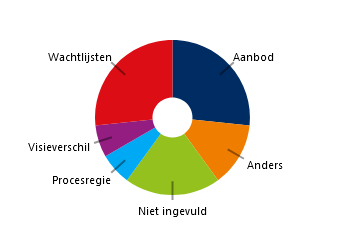 Wachtlijsten
Aanbod
Visieverschil
Procesregie
Anders
Niet ingevuld